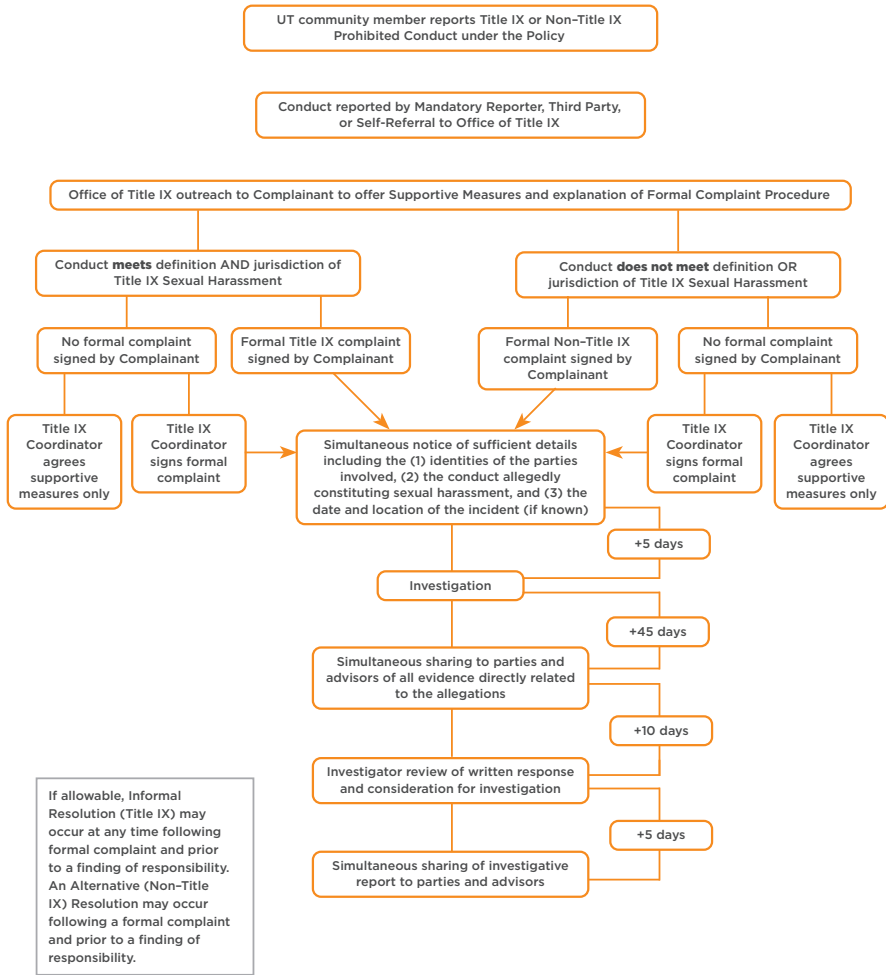 UT community member reports Title IX or Non–Title IX
Prohibited Conduct under the Policy
Conduct reported by Mandatory Reporter, Third Party,
or Self-Referral to Office of Title IX
Office of Title IX outreach to Complainant to offer Supportive Measures and explanation of Formal Complaint Procedure
Conduct meets definition AND jurisdiction of
Title IX Sexual Harassment
Conduct does not meet definition OR
jurisdiction of Title IX Sexual Harassment
No formal complaint
signed by Complainant
Formal Title IX complaint
signed by Complainant
Formal Non–Title IX
complaint signed by
Complainant
No formal complaint
signed by Complainant
Title IX
Coordinator
agrees
supportive
measures only
Title IX
Coordinator
signs formal
complaint
Simultaneous notice of sufficient details
including the (1) identities of the parties
involved, (2) the conduct allegedly
constituting sexual harassment, and (3) the
date and location of the incident (if known)
Title IX
Coordinator
signs formal
complaint
Title IX
Coordinator
agrees
supportive
measures only
+5 days
Investigation
+45 days
Simultaneous sharing to parties and
advisors of all evidence directly related
to the allegations
+10 days
Investigator review of written response
and consideration for investigation
+5 days
Simultaneous sharing of investigative
report to parties and advisors
If allowable, Informal
Resolution (Title IX) may
occur at any time following
formal complaint and prior
to a finding of responsibility.
An Alternative (Non–Title
IX) Resolution may occur
following a formal complaint
and prior to a finding of
responsibility.